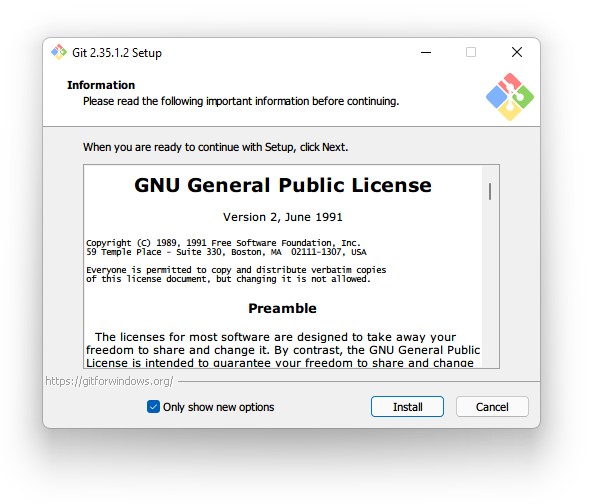 Git 2.35.1.2 Setup
Information
Please read the following important information before continuing.
When you are ready to continue with Setup, click Next.
GNU General Public License
Version 2, June 1991
Copyright (C) 1989, 1991 Free Software Foundation, Inc.
59 Temple Place - Suite 330, Boston, MA  02111-1307, USA
Everyone is permitted to copy and distribute verbatim copies
of this license document, but changing it is not allowed.
Preamble
The licenses for most software are designed to take away your
freedom to share and change it. By contrast, the GNU General Public
License is intended to guarantee your freedom to share and change
https://gitforwindows.org/
Only show new options
Install
Cancel